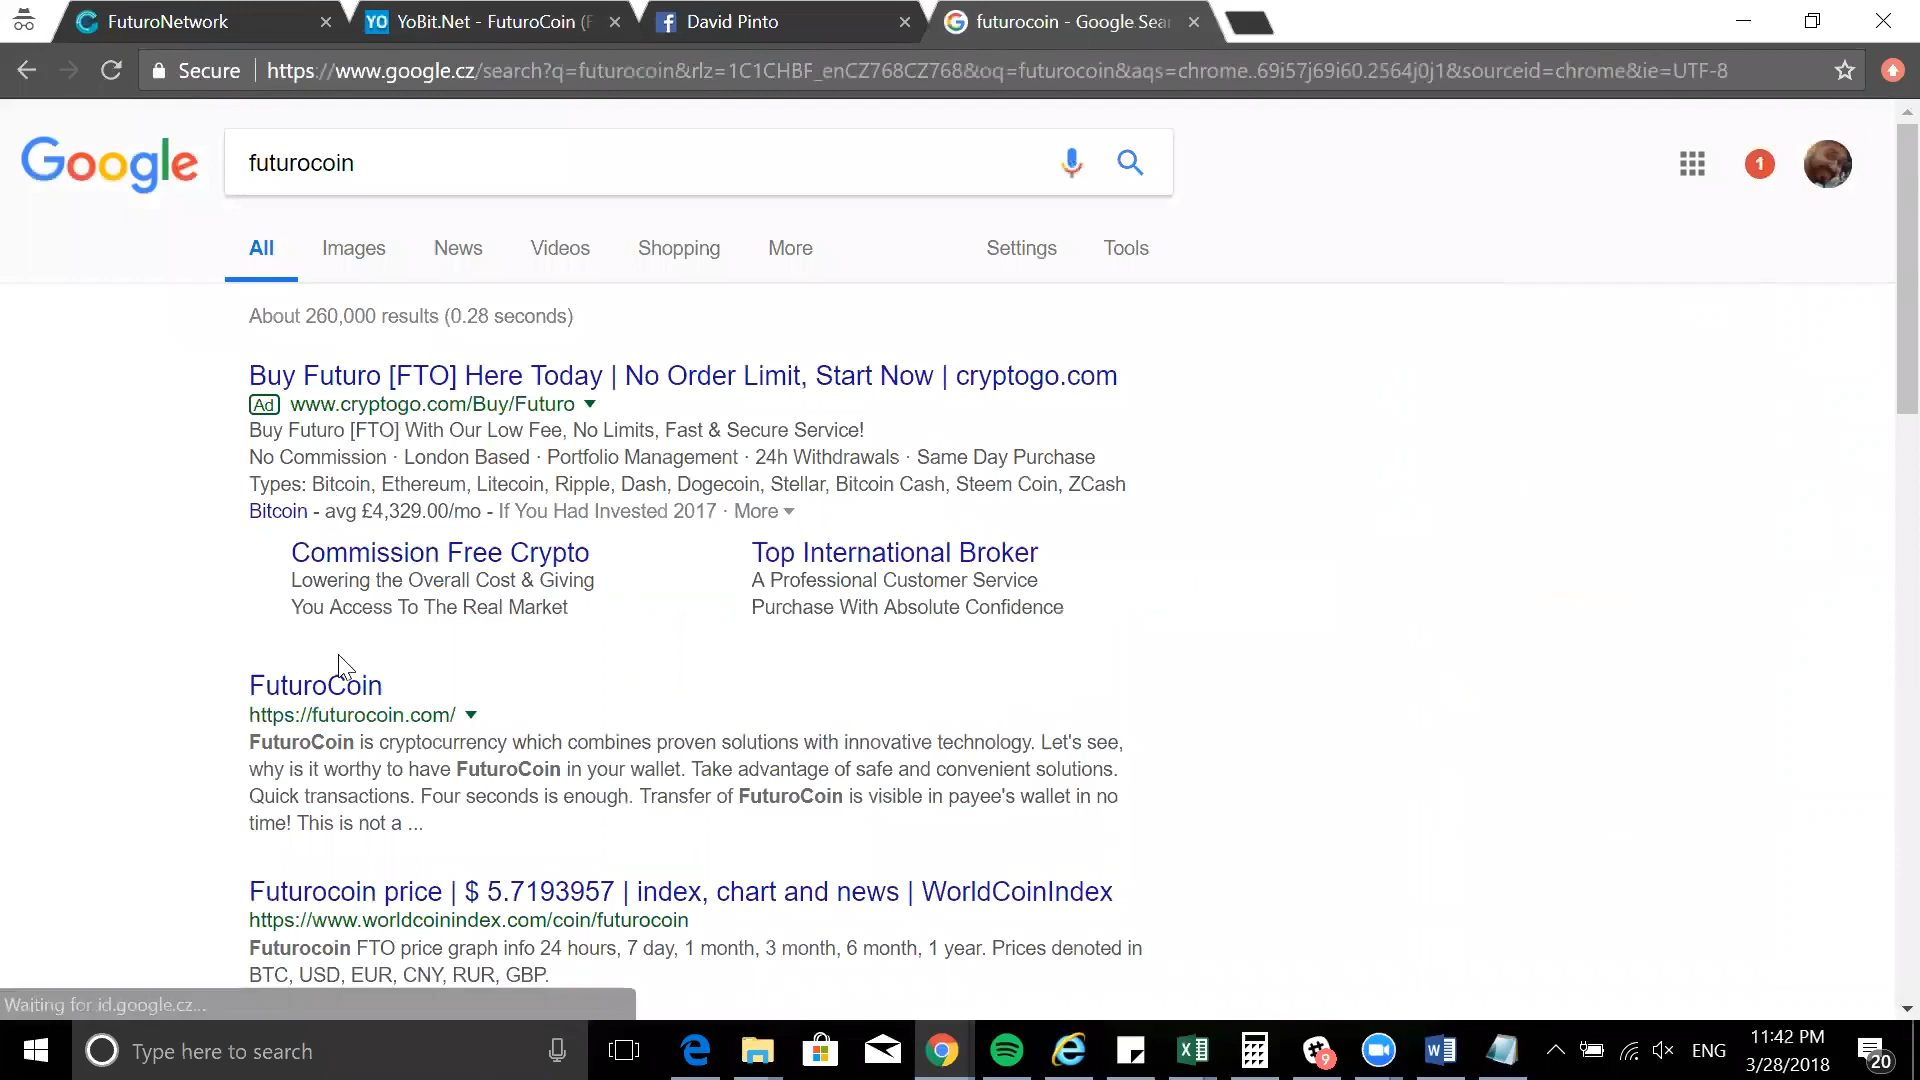 FuturoNetwork
YO YoBit.Net - FuturoCoin (F
David Pinto
futurocoin - Google Sear
Secure https://www.google.cz/search?q=futurocoin&rlz=1C1CHBF_enCZ768CZ768&oq=futurocoin&aqs=chrome..69i57j69i60.2564j0j1&sourceid=chrome&ie=UTF-8
Google
futurocoin
1
All Images News Videos Shopping More Settings Tools
About 260,000 results (0.28 seconds)
Buy Futuro [FTO] Here Today | No Order Limit, Start Now | cryptogo.com
Ad www.cryptogo.com/Buy/Futuro
Buy Futuro [FTO] With Our Low Fee, No Limits, Fast & Secure Service!
No Commission · London Based · Portfolio Management · 24h Withdrawals · Same Day Purchase
Types: Bitcoin, Ethereum, Litecoin, Ripple, Dash, Dogecoin, Stellar, Bitcoin Cash, Steem Coin, ZCash
Bitcoin - avg £4,329.00/mo - If You Had Invested 2017 · More
Commission Free Crypto
Lowering the Overall Cost & Giving
You Access To The Real Market
Top International Broker
A Professional Customer Service
Purchase With Absolute Confidence
FuturoCoin
https://futurocoin.com/
FuturoCoin is cryptocurrency which combines proven solutions with innovative technology. Let's see,
why is it worthy to have FuturoCoin in your wallet. Take advantage of safe and convenient solutions.
Quick transactions. Four seconds is enough. Transfer of FuturoCoin is visible in payee's wallet in no
time! This is not a ...
Futurocoin price | $ 5.7193957 | index, chart and news | WorldCoinIndex
https://www.worldcoinindex.com/coin/futurocoin
Futurocoin FTO price graph info 24 hours, 7 day, 1 month, 3 month, 6 month, 1 year. Prices denoted in
BTC, USD, EUR, CNY, RUR, GBP.
Waiting for id.google.cz...
Type here to search
9
ENG
11:42 PM
3/28/2018
20